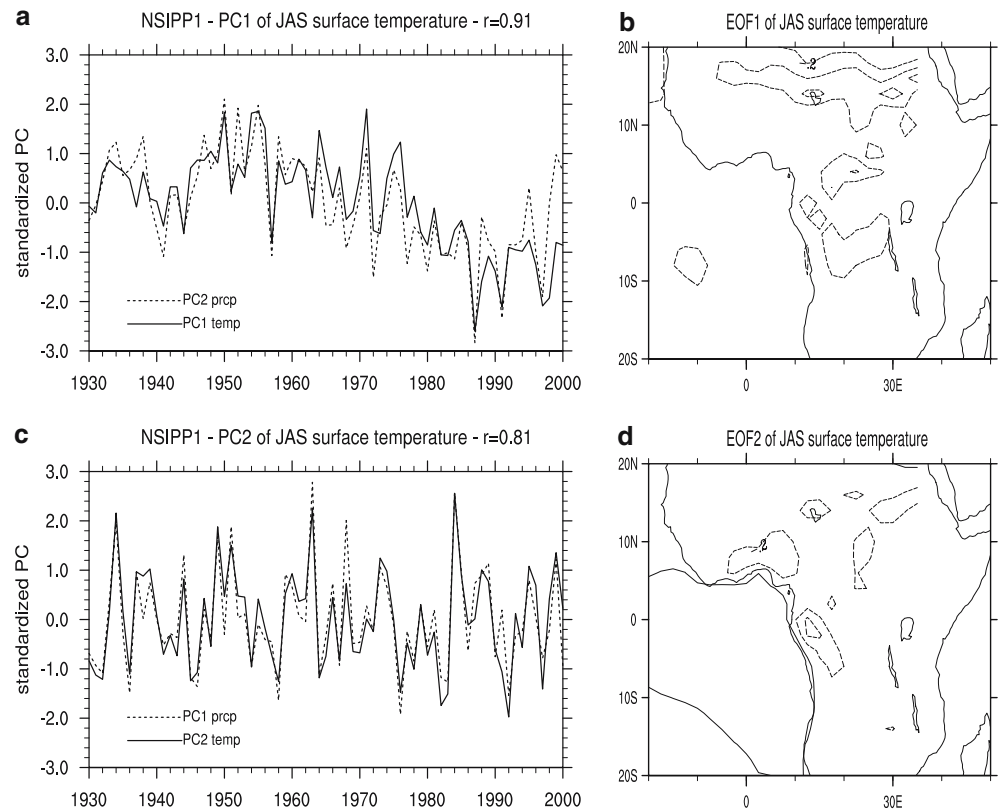 a
NSIPP1 - PC1 of JAS surface temperature - r=0.91
standardized PC
3.0
2.0
1.0
0.0
-1.0
-2.0
-3.0
PC2 prcp
PC1 temp
1930 1940 1950 1960 1970 1980 1990 2000
b
EOF1 of JAS surface temperature
20N
10N
0
10S
20S
-.2
0 30E
c
NSIPP1 - PC2 of JAS surface temperature - r=0.81
standardized PC
3.0
2.0
1.0
0.0
-1.0
-2.0
-3.0
PC1 prcp
PC2 temp
1930 1940 1950 1960 1970 1980 1990 2000
d
EOF2 of JAS surface temperature
20N
10N
0
10S
20S
-.2
0 30E